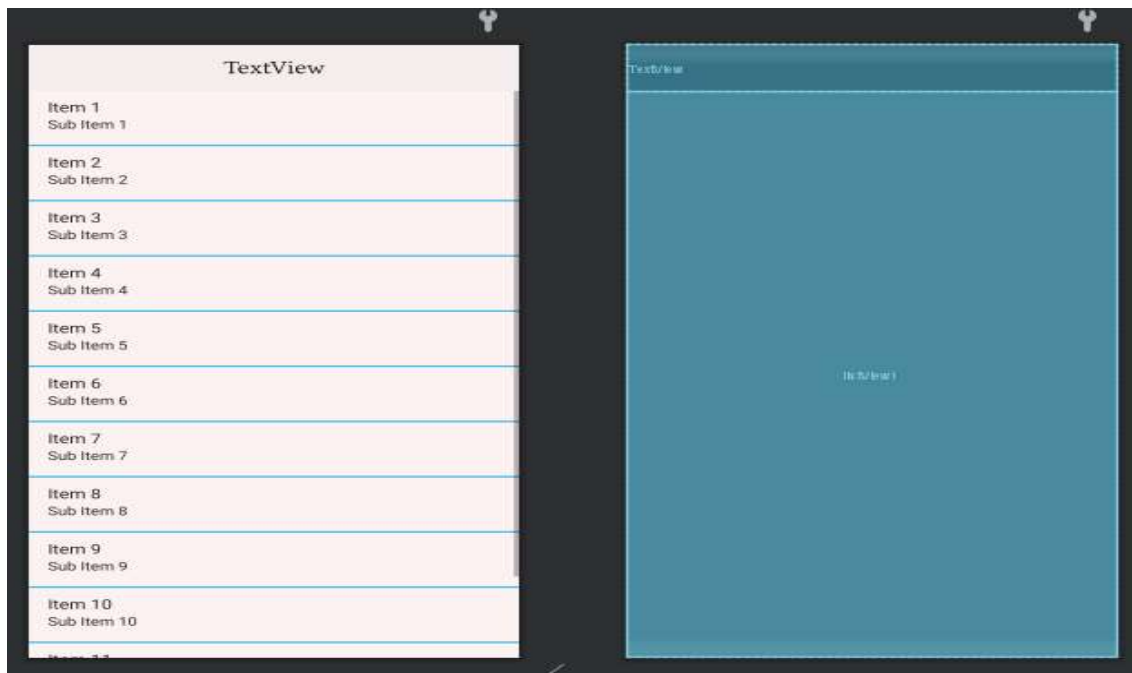 TextView
Item 1
Sub Item 1
Item 2
Sub Item 2
Item 3
Sub Item 3
Item 4
Sub Item 4
Item 5
Sub Item 5
Item 6
Sub Item 6
Item 7
Sub Item 7
Item 8
Sub Item 8
Item 9
Sub Item 9
Item 10
Sub Item 10
TextView